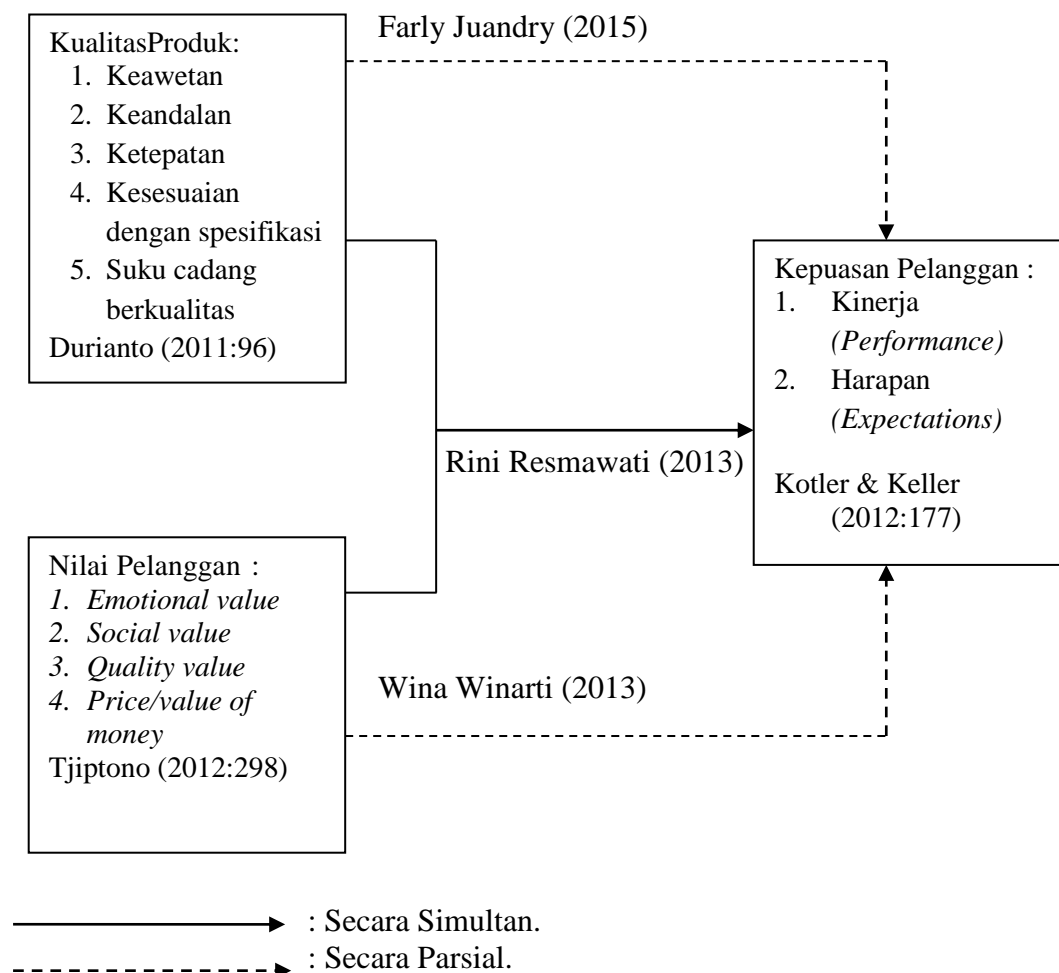 Farly Juandry (2015)
KualitasProduk:
1. Keawetan
2. Keandalan
3. Ketepatan
4. Kesesuaian
dengan spesifikasi
5. Suku cadang
berkualitas
Durianto (2011:96)
Kepuasan Pelanggan :
1. Kinerja
(Performance)
2. Harapan
(Expectations)
Kotler & Keller
(2012:177)
Rini Resmawati (2013)
Nilai Pelanggan :
1. Emotional value
2. Social value
3. Quality value
4. Price/value of
money
Tjiptono (2012:298)
Wina Winarti (2013)
: Secara Simultan.
: Secara Parsial.